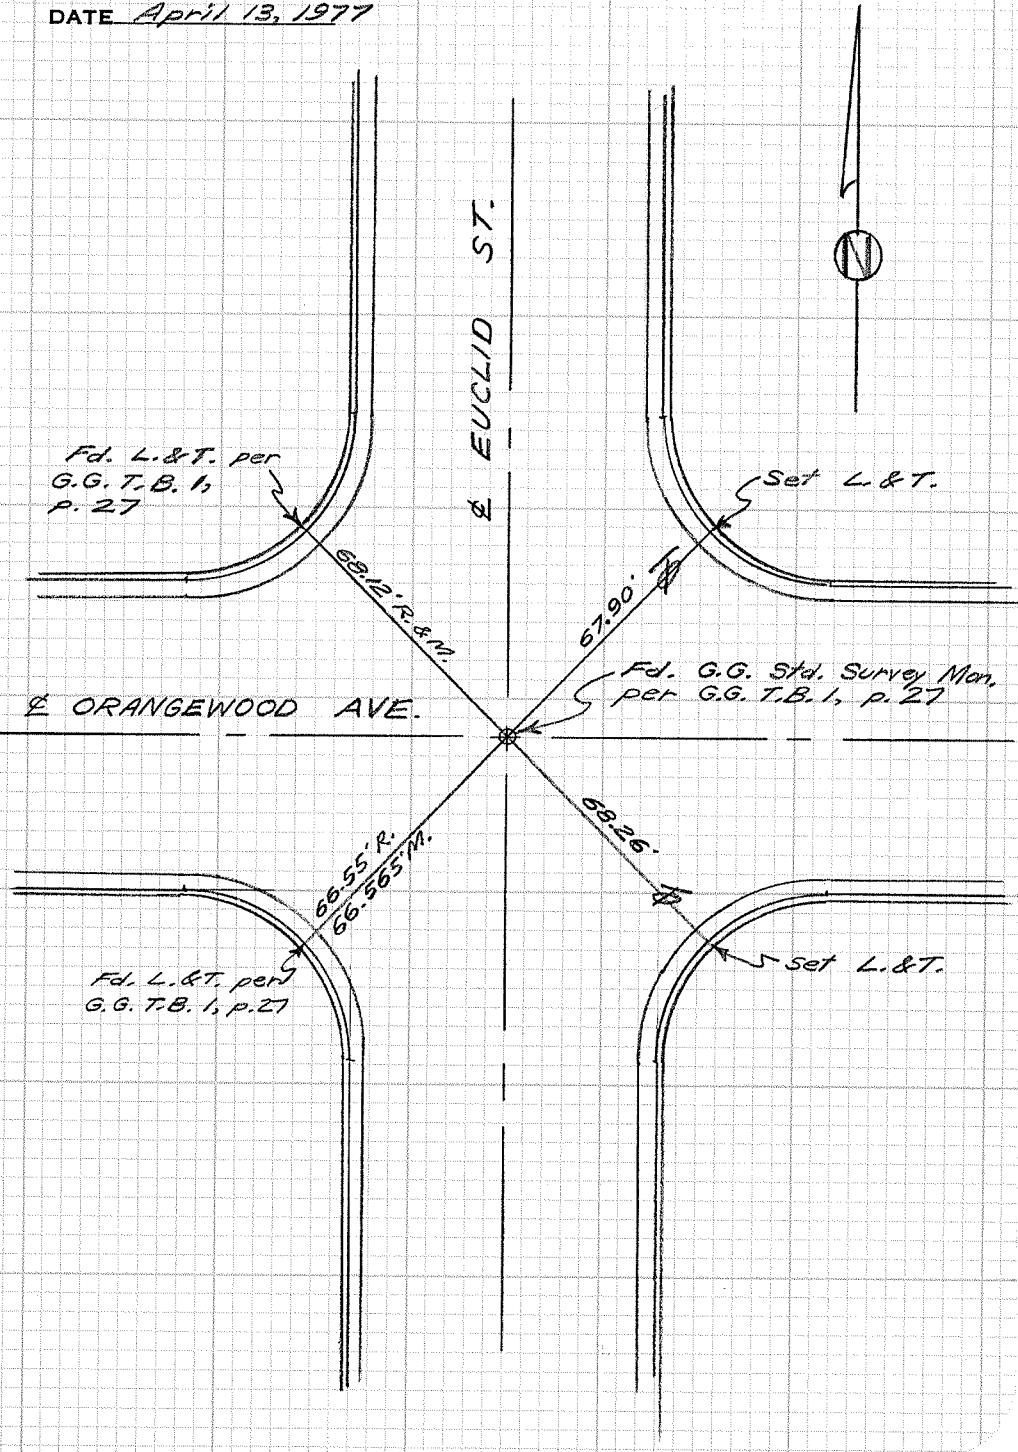 DATE April 13, 1977
N
℄ EUCLID ST.
Fd. L.&T. per
G.G. T.B. 1,
p. 27
Set L.&T.
68.12' R.&M.
67.90'
Fd. G.G. Std. Survey Mon.
per G.G. T.B. 1, p. 27
℄ ORANGEWOOD AVE.
66.55' R.
66.565' M.
68.26'
Fd. L.&T. per
G.G. T.B. 1, p.27
Set L.&T.